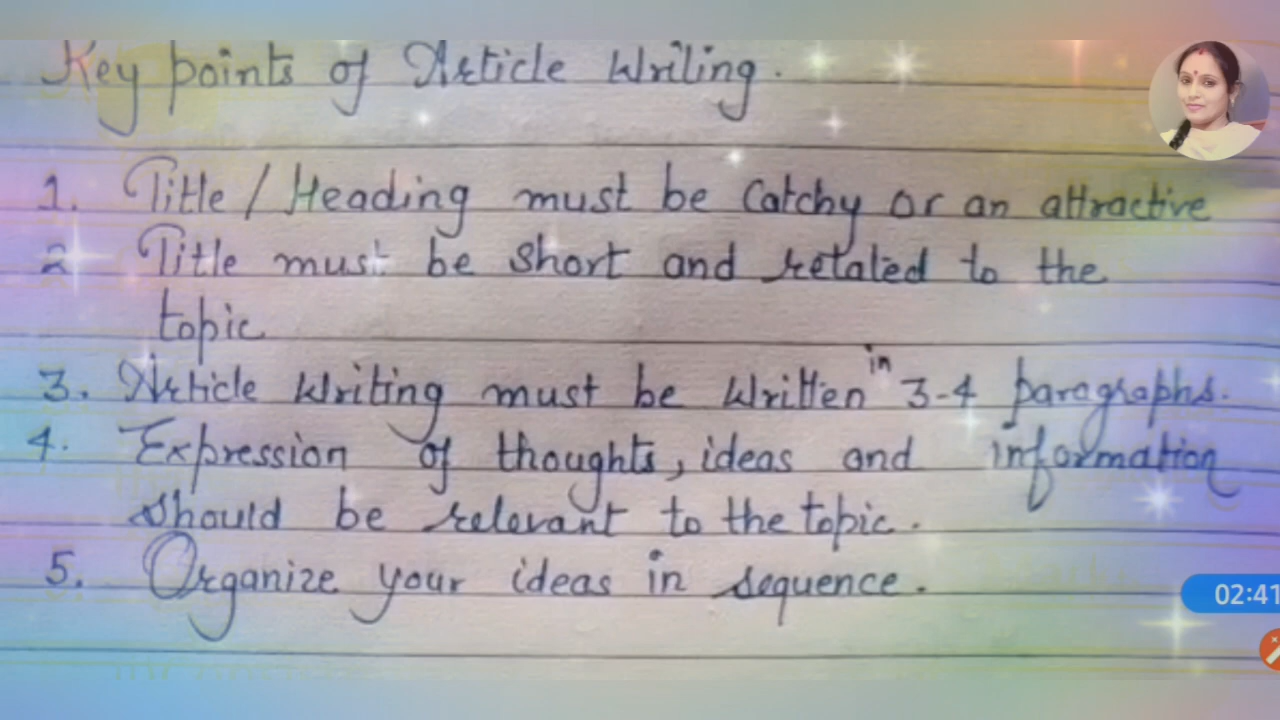 Key points of Article Writing.
1. Title / Heading must be Catchy or an attractive
2 Title must be short and related to the
topic
3. Article Writing must be Written in 3-4 paragraphs.
4. Expression of thoughts, ideas and information
should be relevant to the topic.
5. Organize your ideas in sequence.
02:41